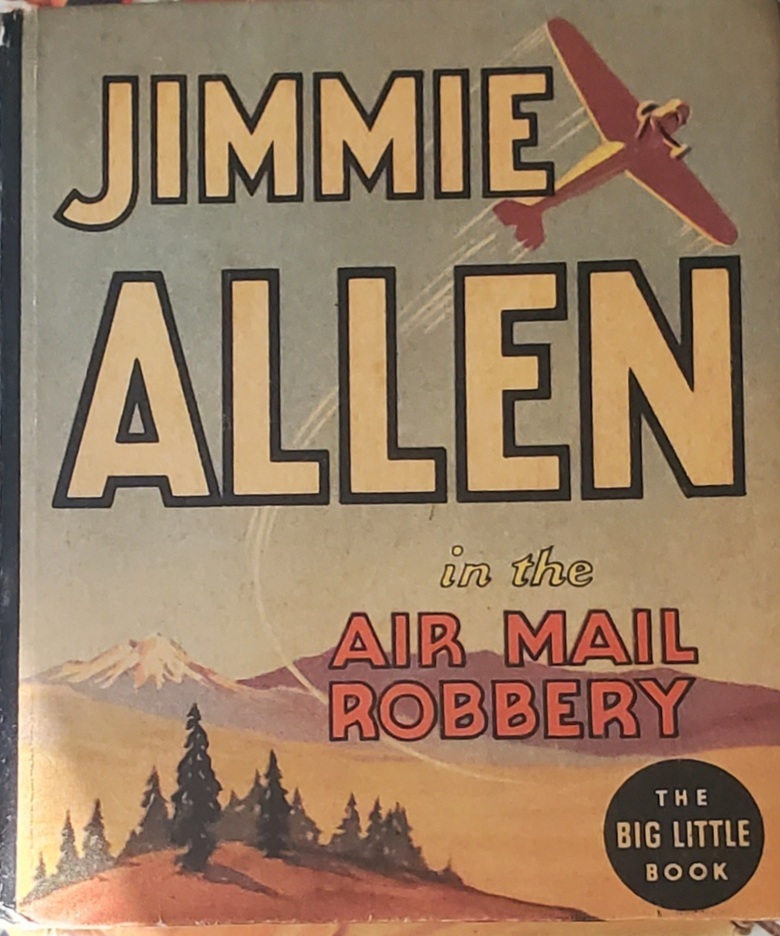 JIMMIE
ALLEN
in the
AIR MAIL
ROBBERY
THE
BIG LITTLE
BOOK